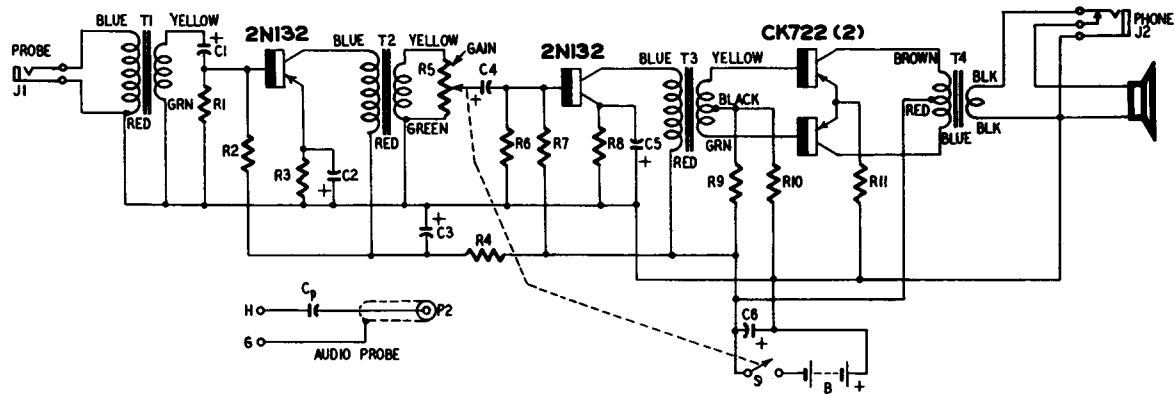 PROBE
J1
BLUE
T1
YELLOW
RED
GRN
+
C1
R1
2N132
R2
R3
+
C2
BLUE
T2
YELLOW
RED
GREEN
GAIN
R5
C4
+
+
C3
R4
2N132
R6
R7
R8
C5
+
BLUE
T3
YELLOW
BLACK
RED
GRN
R9
R10
CK722 (2)
R11
BROWN
T4
RED
BLUE
BLK
BLK
PHONE
J2
C6
+
S
B
+
H
Cp
P2
G
AUDIO PROBE